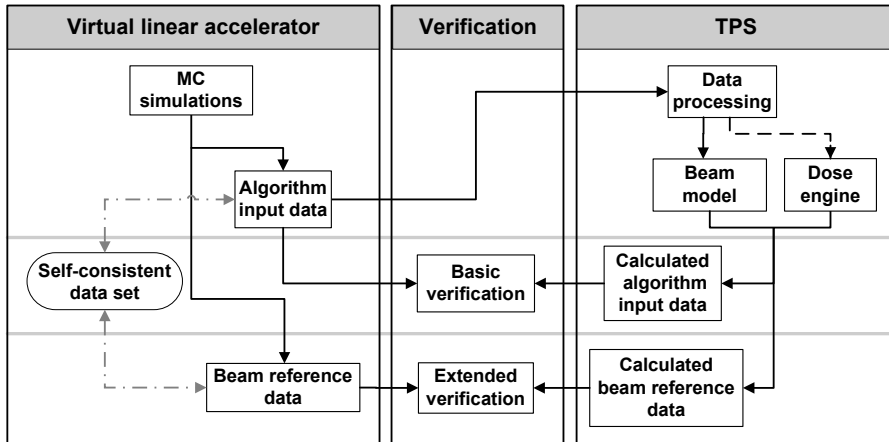 Virtual linear accelerator
Verification
TPS
MC
simulations
Data
processing
Algorithm
input data
Beam
model
Dose
engine
Self-consistent
data set
Basic
verification
Calculated
algorithm
input data
Beam reference
data
Extended
verification
Calculated
beam reference
data